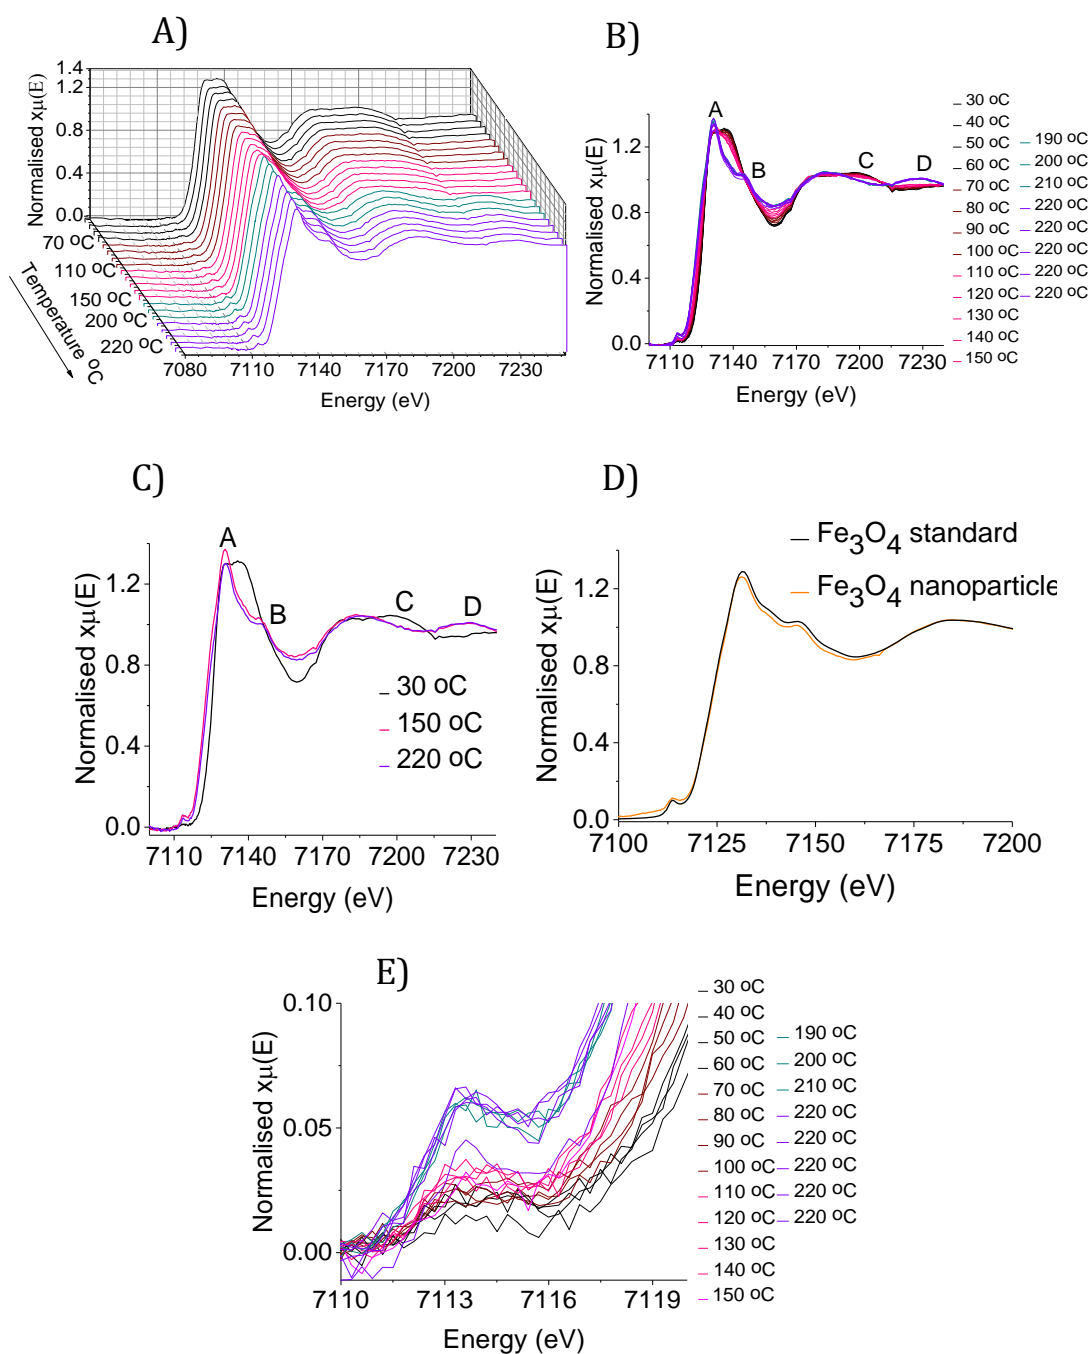 A)
Normalised xμ(E)
1.4
1.2
0.8
0.4
0.0
70 ºC
110 ºC
150 ºC
200 ºC
220 ºC
Temperature ºC
7080 7110 7140 7170 7200 7230
Energy (eV)
B)
Normalised xμ(E)
1.2
0.8
0.4
0.0
A
B
C
D
7110 7140 7170 7200 7230
Energy (eV)
30 ºC
40 ºC
50 ºC
60 ºC
70 ºC
80 ºC
90 ºC
100 ºC
110 ºC
120 ºC
130 ºC
140 ºC
150 ºC
190 ºC
200 ºC
210 ºC
220 ºC
220 ºC
220 ºC
220 ºC
220 ºC
C)
Normalised xμ(E)
1.2
0.8
0.4
0.0
A
B
C
D
30 ºC
150 ºC
220 ºC
7110 7140 7170 7200 7230
Energy (eV)
D)
Normalised xμ(E)
1.2
0.8
0.4
0.0
Fe3O4 standard
Fe3O4 nanoparticle
7100 7125 7150 7175 7200
Energy (eV)
E)
Normalised xμ(E)
0.10
0.05
0.00
7110 7113 7116 7119
Energy (eV)
30 ºC
40 ºC
50 ºC
60 ºC
70 ºC
80 ºC
90 ºC
100 ºC
110 ºC
120 ºC
130 ºC
140 ºC
150 ºC
190 ºC
200 ºC
210 ºC
220 ºC
220 ºC
220 ºC
220 ºC
220 ºC